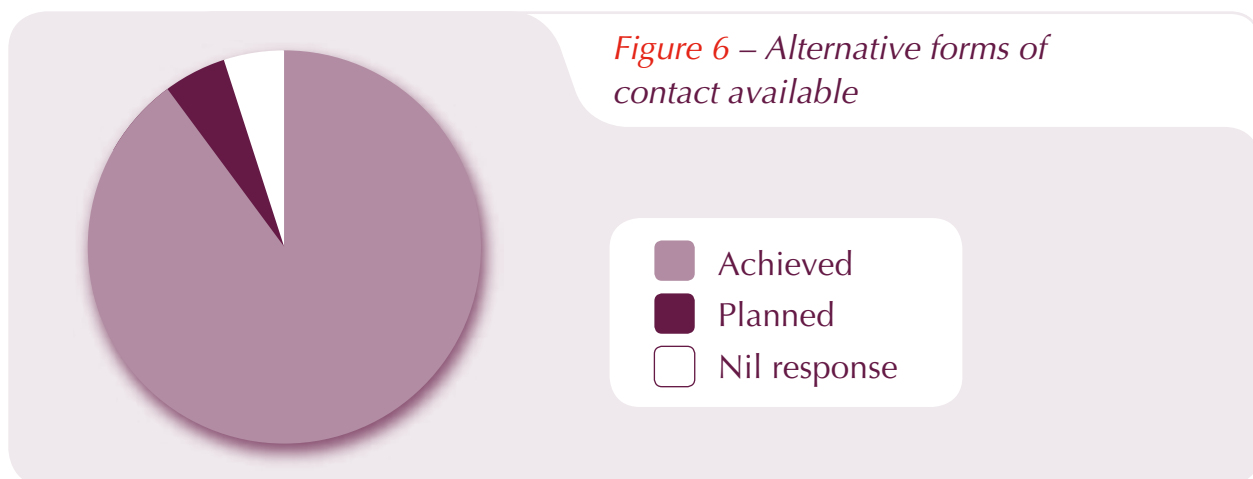 Figure 6 – Alternative forms of
contact available
Achieved
Planned
Nil response